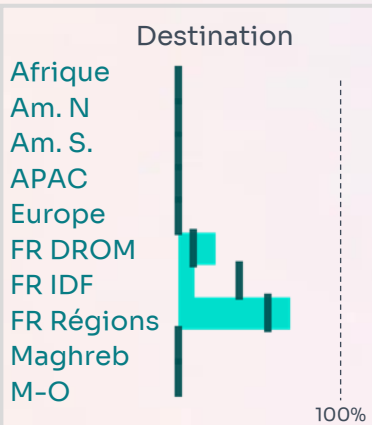 Destination
Afrique
Am. N
Am. S.
APAC
Europe
FR DROM
FR IDF
FR Régions
Maghreb
M-O
100%